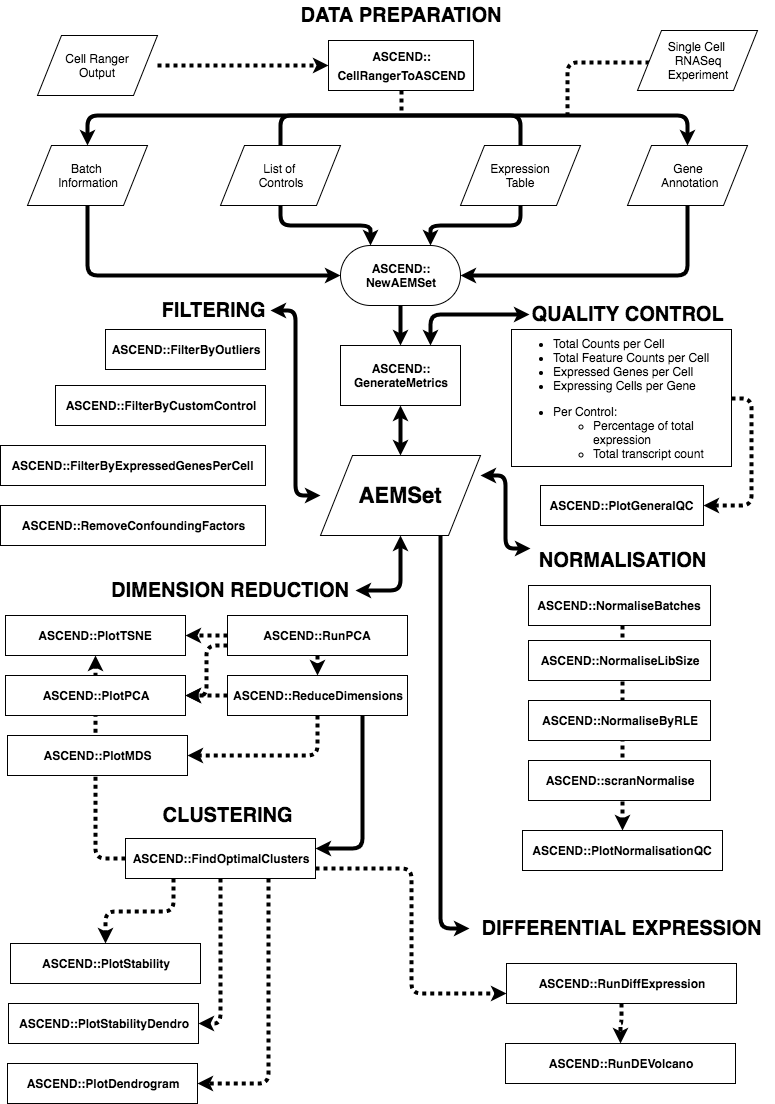 DATA PREPARATION
Cell Ranger
Output
ASCEND::
CellRangerToASCEND
Single Cell
RNASeq
Experiment
Batch
Information
List of
Controls
Expression
Table
Gene
Annotation
ASCEND::
NewAEMSet
FILTERING
ASCEND::FilterByOutliers
ASCEND::FilterByCustomControl
ASCEND::FilterByExpressedGenesPerCell
ASCEND::RemoveConfoundingFactors
ASCEND::
GenerateMetrics
QUALITY CONTROL
• Total Counts per Cell
• Total Feature Counts per Cell
• Expressed Genes per Cell
• Expressing Cells per Gene
• Per Control:
○ Percentage of total
expression
○ Total transcript count
ASCEND::PlotGeneralQC
AEMSet
NORMALISATION
ASCEND::NormaliseBatches
ASCEND::NormaliseLibSize
ASCEND::NormaliseByRLE
ASCEND::scranNormalise
ASCEND::PlotNormalisationQC
DIMENSION REDUCTION
ASCEND::PlotTSNE
ASCEND::RunPCA
ASCEND::PlotPCA
ASCEND::ReduceDimensions
ASCEND::PlotMDS
CLUSTERING
ASCEND::FindOptimalClusters
ASCEND::PlotStability
ASCEND::PlotStabilityDendro
ASCEND::PlotDendrogram
DIFFERENTIAL EXPRESSION
ASCEND::RunDiffExpression
ASCEND::RunDEVolcano